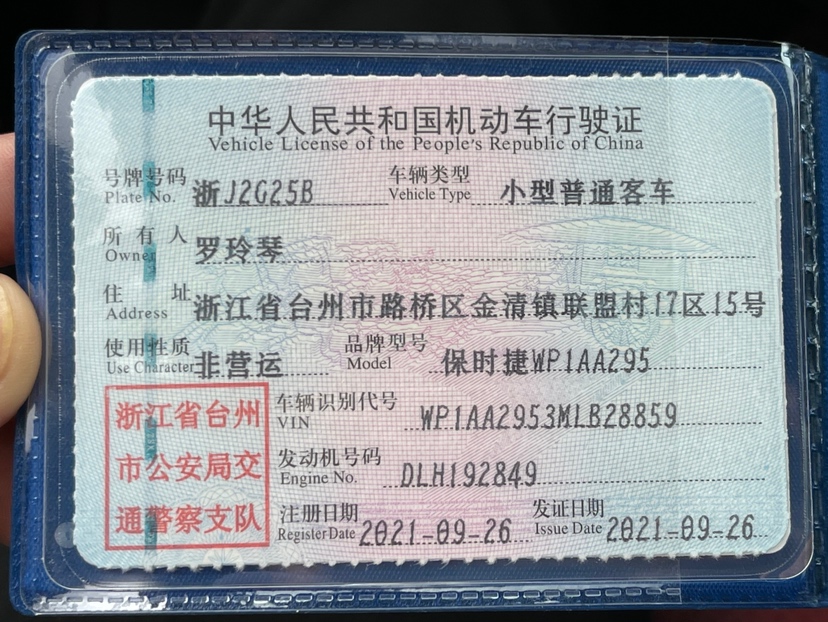 中华人民共和国机动车行驶证
Vehicle License of the People's Republic of China
号牌号码 浙J2G25B 车辆类型 小型普通客车
Plate No. Vehicle Type
所有人 罗玲琴
Owner
住址 浙江省台州市路桥区金清镇联盟村17区15号
Address
使用性质 非营运 品牌型号 保时捷WP1AA295
Use Character Model
车辆识别代号 WP1AA2953MLB28859
VIN
发动机号码 DLH192849
Engine No.
注册日期 2021-09-26 发证日期 2021-09-26
Register Date Issue Date
浙江省台州
市公安局交
通警察支队